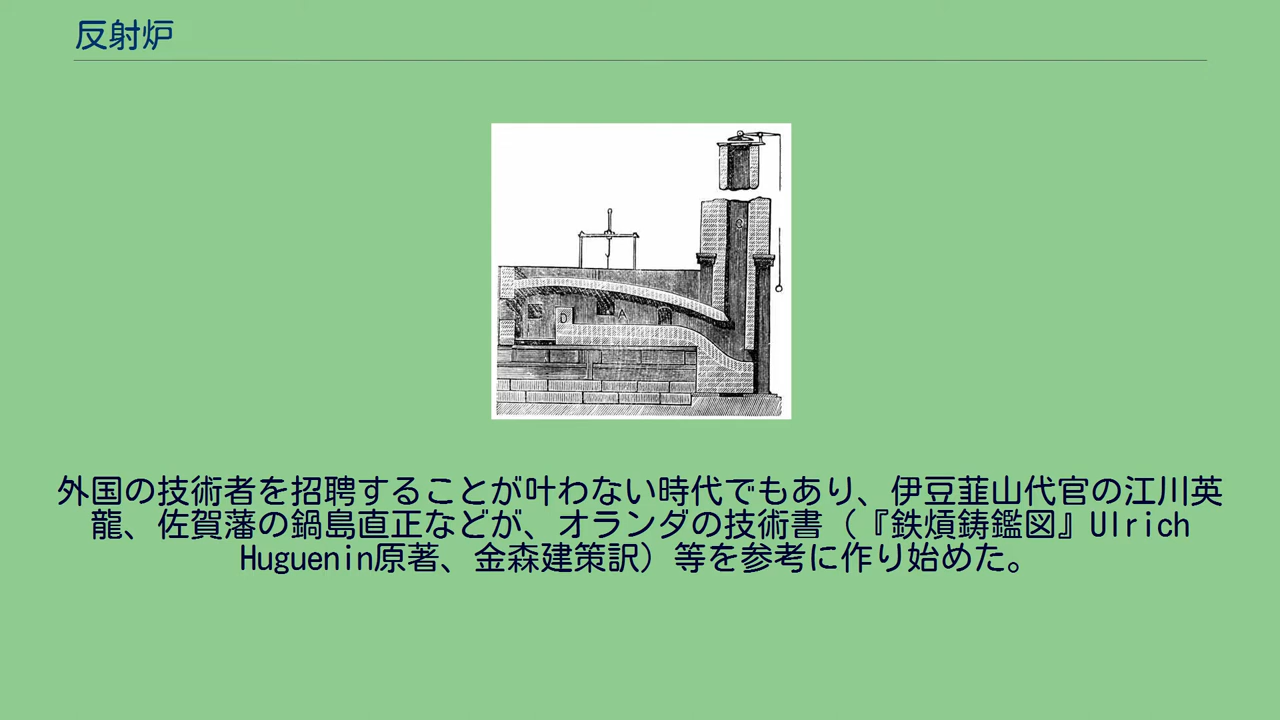 反射炉
B
D
A
外国の技術者を招聘することが叶わない時代でもあり、伊豆韮山代官の江川英
龍、佐賀藩の鍋島直正などが、オランダの技術書（『鉄熕鋳鑑図』Ulrich
Huguenin原著、金森建策訳）等を参考に作り始めた。